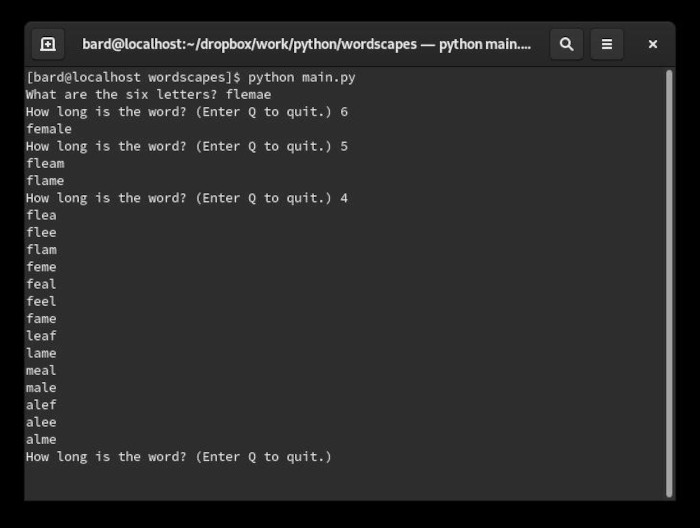 bard@localhost:~/dropbox/work/python/wordscapes — python main....
[bard@localhost wordscapes]$ python main.py
What are the six letters? flemae
How long is the word? (Enter Q to quit.) 6
female
How long is the word? (Enter Q to quit.) 5
fleam
flame
How long is the word? (Enter Q to quit.) 4
flea
flee
flam
feme
feal
feel
fame
leaf
lame
meal
male
alef
alee
alme
How long is the word? (Enter Q to quit.)